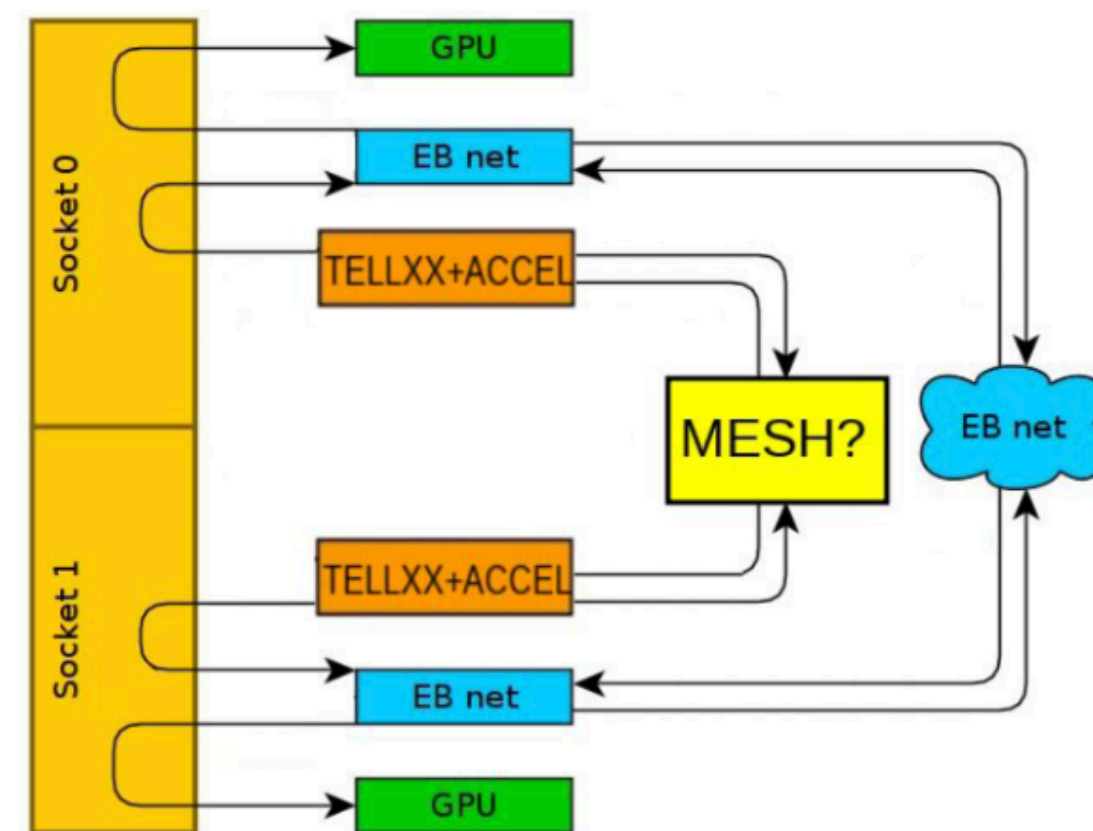 GPU
EB net
Socket 0
TELLXX+ACCEL
MESH?
EB net
TELLXX+ACCEL
Socket 1
EB net
GPU